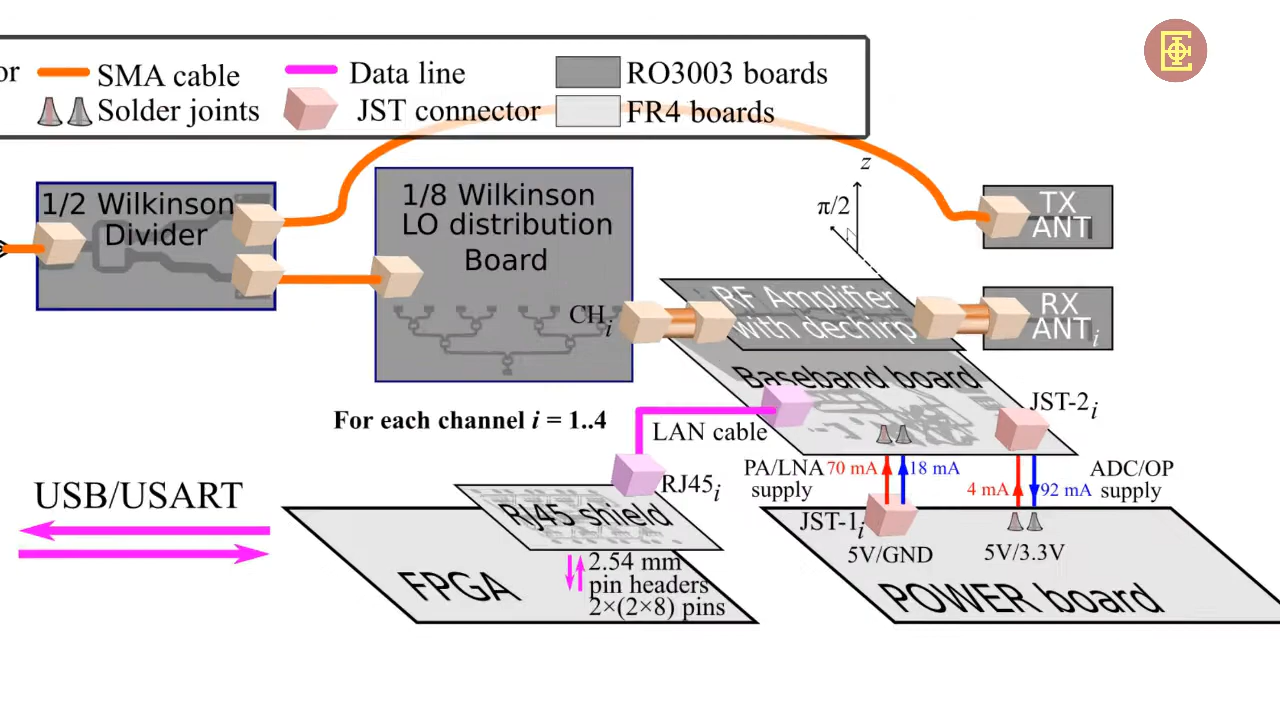 or SMA cable Data line RO3003 boards
Solder joints JST connector FR4 boards
z
π/2
1/2 Wilkinson
Divider
1/8 Wilkinson
LO distribution
Board
TX
ANT
CHi
RF Amplifier
with dechirp
RX
ANTi
Baseband board
JST-2i
For each channel i = 1..4
LAN cable
PA/LNA
supply
70 mA
18 mA
4 mA
92 mA
ADC/OP
supply
USB/USART
RJ45i
RJ45 shield
JST-1i
5V/GND
5V/3.3V
FPGA
2.54 mm
pin headers
2×(2×8) pins
POWER board